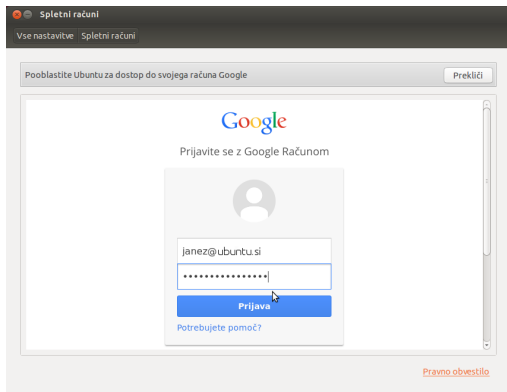 Spletni računi
Vse nastavitve Spletni računi
Pooblastite Ubuntu za dostop do svojega računa Google
Prekliči
Google
Prijavite se z Google Računom
janez@ubuntu.si
••••••••••••••••
Prijava
Potrebujete pomoč?
Pravno obvestilo